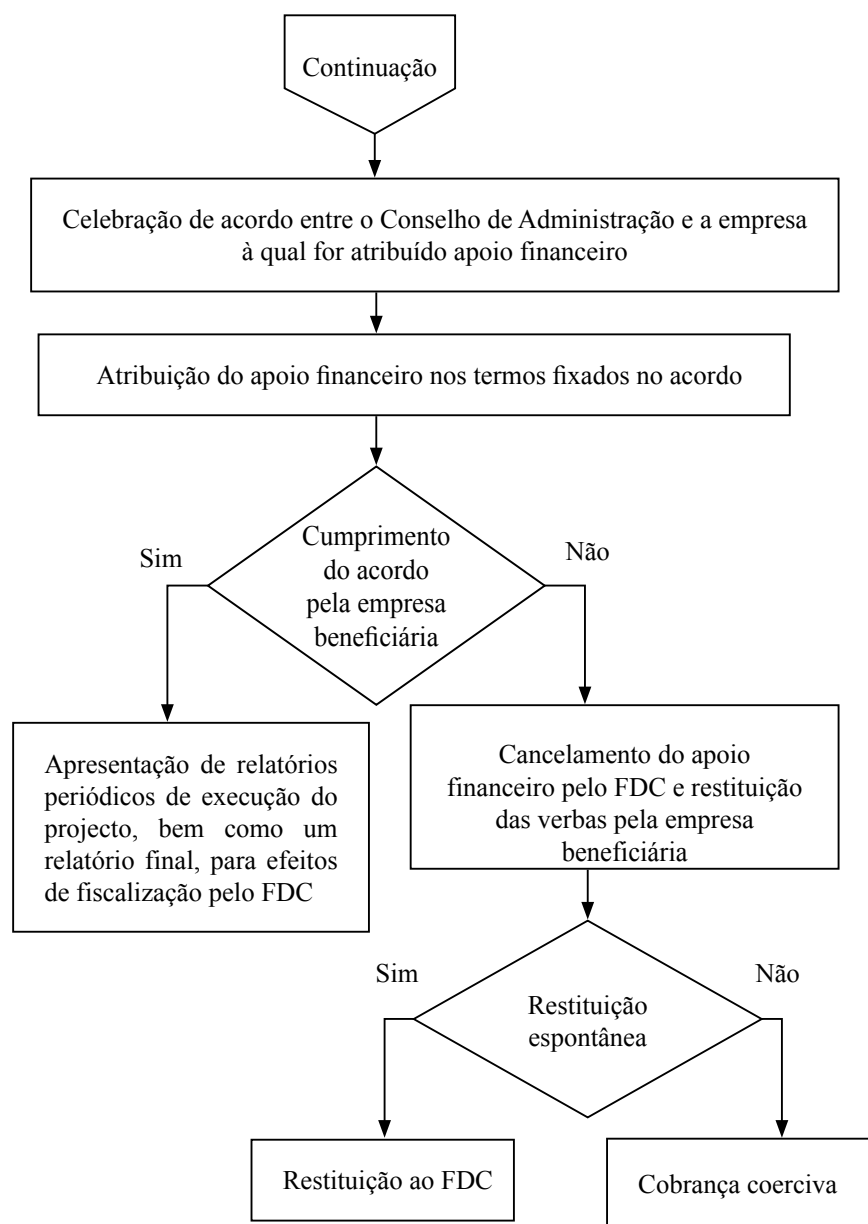 Continuação
Celebração de acordo entre o Conselho de Administração e a empresa
à qual for atribuído apoio financeiro
Atribuição do apoio financeiro nos termos fixados no acordo
Cumprimento
do acordo
pela empresa
beneficiária
Sim
Não
Apresentação de relatórios
periódicos de execução do
projecto, bem como um
relatório final, para efeitos
de fiscalização pelo FDC
Cancelamento do apoio
financeiro pelo FDC e restituição
das verbas pela empresa
beneficiária
Sim
Não
Restituição
espontânea
Restituição ao FDC
Cobrança coerciva